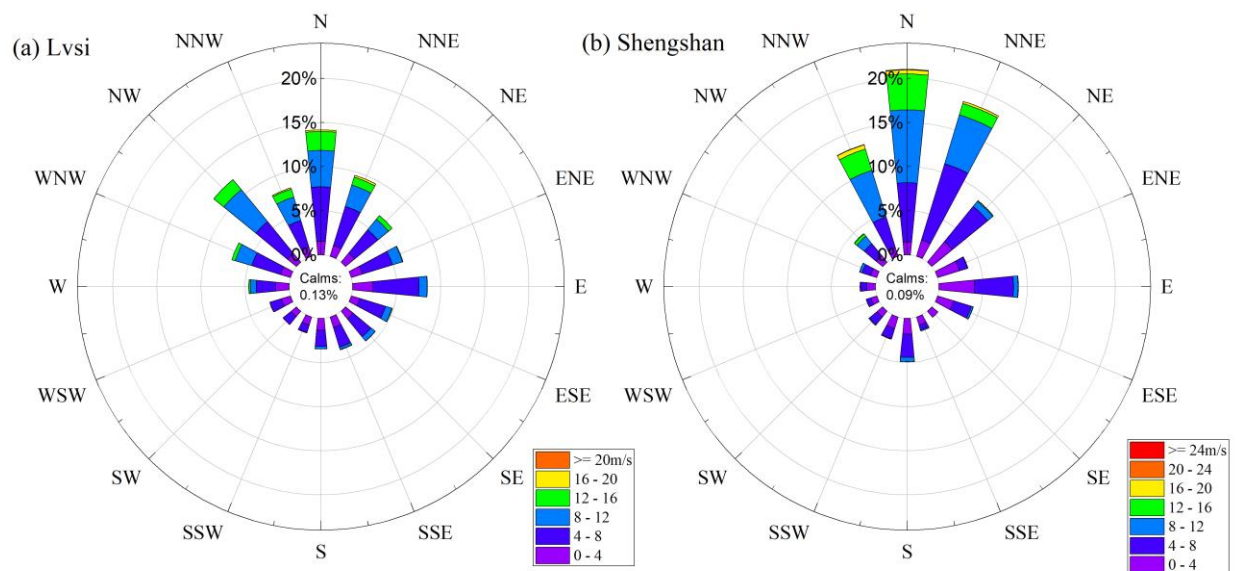 (a) Lvsi
N
NNE
NE
ENE
E
ESE
SE
SSE
S
SSW
SW
WSW
W
WNW
NW
NNW
20%
15%
10%
5%
0%
Calms:
0.13%
>= 20m/s
16 - 20
12 - 16
8 - 12
4 - 8
0 - 4
(b) Shengshan
N
NNE
NE
ENE
E
ESE
SE
SSE
S
SSW
SW
WSW
W
WNW
NW
NNW
20%
15%
10%
5%
0%
Calms:
0.09%
>= 24m/s
20 - 24
16 - 20
12 - 16
8 - 12
4 - 8
0 - 4